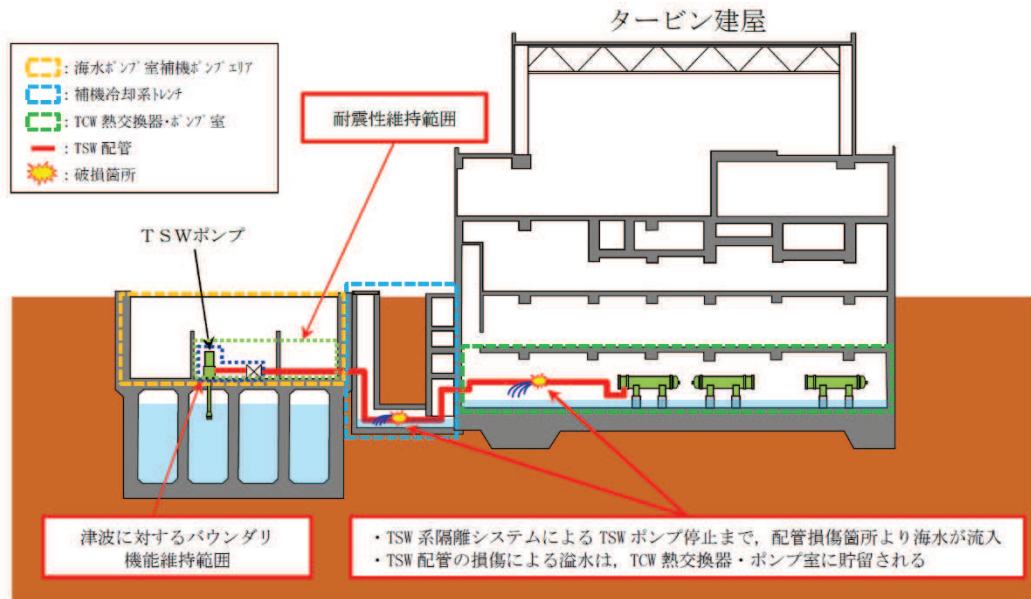 タービン建屋
：海水ポンプ室補機ポンプエリア
：補機冷却系トレンチ
：TCW 熱交換器・ポンプ室
：TSW 配管
：破損箇所
耐震性維持範囲
ＴＳＷポンプ
津波に対するバウンダリ
機能維持範囲
・TSW 系隔離システムによる TSW ポンプ停止まで，配管損傷箇所より海水が流入
・TSW 配管の損傷による溢水は，TCW 熱交換器・ポンプ室に貯留される